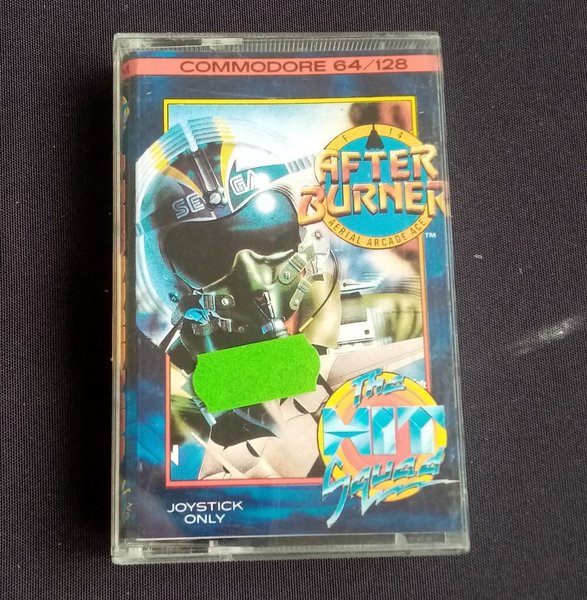 COMMODORE 64/128
F-14
AFTER
BURNER
AERIAL ARCADE ACE
TM
SEGA
The
HIT
Squad
JOYSTICK
ONLY